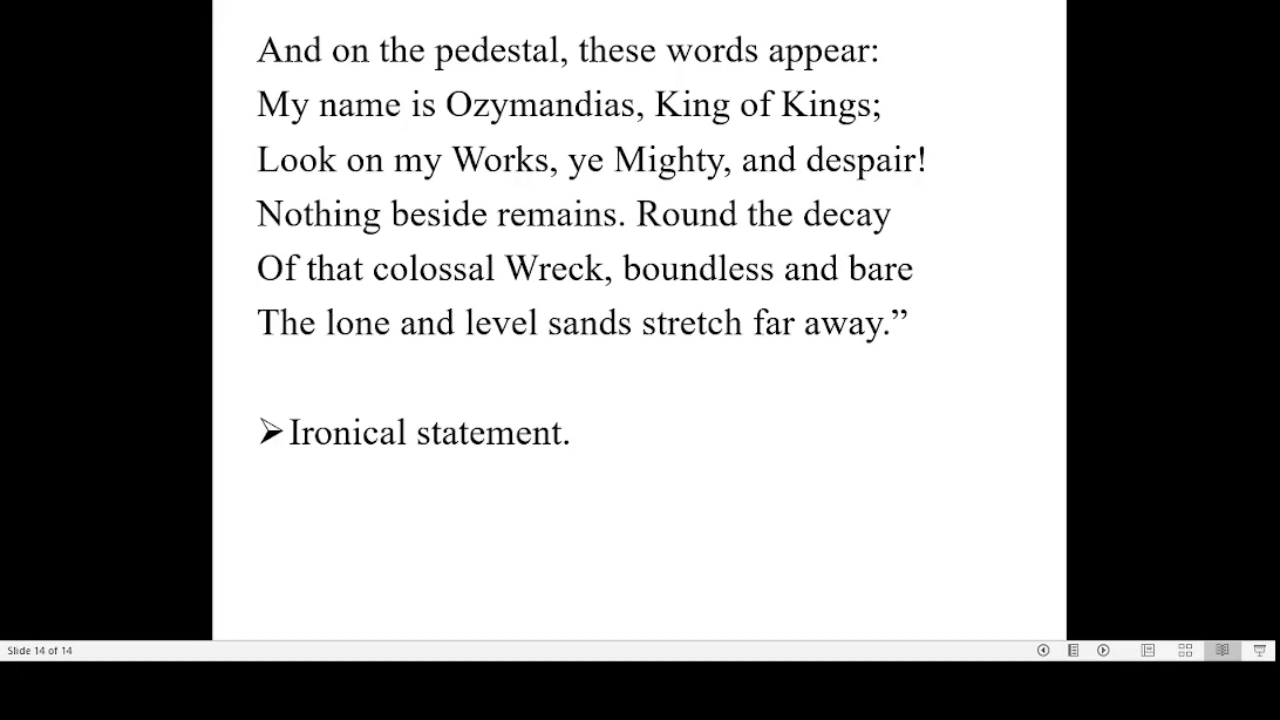 And on the pedestal, these words appear:
My name is Ozymandias, King of Kings;
Look on my Works, ye Mighty, and despair!
Nothing beside remains. Round the decay
Of that colossal Wreck, boundless and bare
The lone and level sands stretch far away.”
➢Ironical statement.
Slide 14 of 14